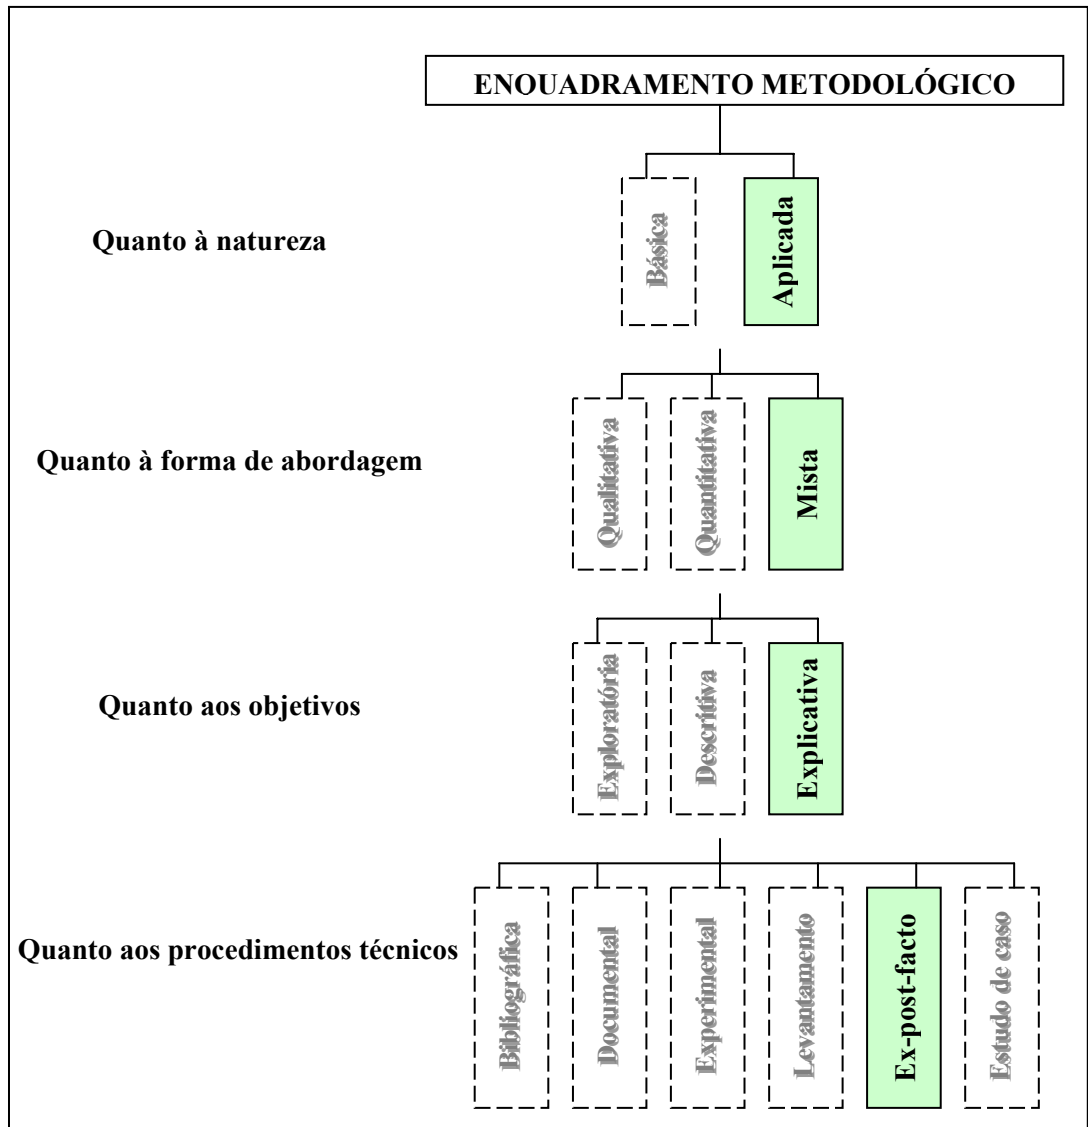 ENOUADRAMENTO METODOLÓGICO
Quanto à natureza
Básica
Aplicada
Quanto à forma de abordagem
Qualitativa
Quantitativa
Mista
Quanto aos objetivos
Exploratória
Descritiva
Explicativa
Quanto aos procedimentos técnicos
Bibliográfica
Documental
Experimental
Levantamento
Ex-post-facto
Estudo de caso